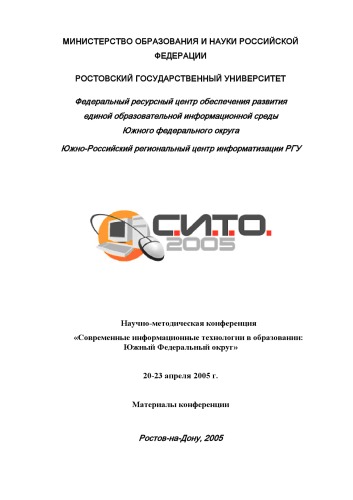 МИНИСТЕРСТВО ОБРАЗОВАНИЯ И НАУКИ РОССИЙСКОЙ
ФЕДЕРАЦИИ
РОСТОВСКИЙ ГОСУДАРСТВЕННЫЙ УНИВЕРСИТЕТ
Федеральный ресурсный центр обеспечения развития
единой образовательной информационной среды
Южного федерального округа
Южно-Российский региональный центр информатизации РГУ
С.И.Т.О.
2005
Научно-методическая конференция
«Современные информационные технологии в образовании:
Южный Федеральный округ»
20-23 апреля 2005 г.
Материалы конференции
Ростов-на-Дону, 2005